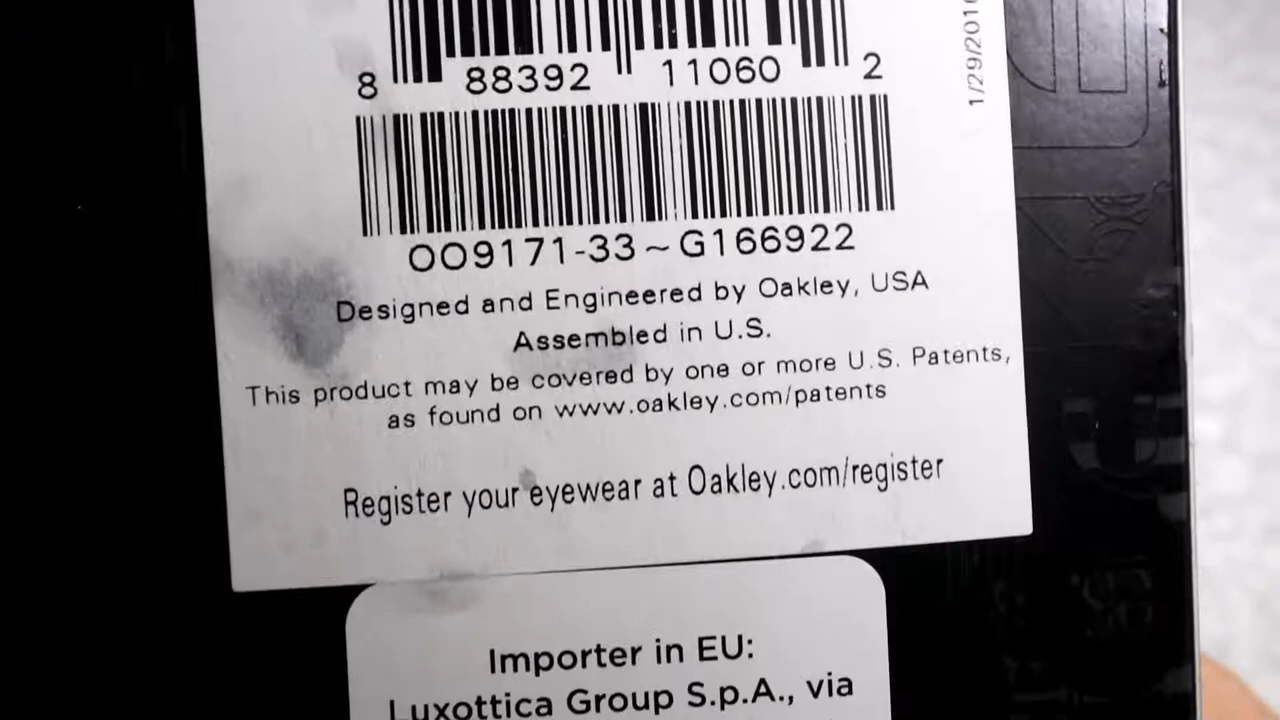 8 88392 11060 2
1/29/201
OO9171-33~G166922
Designed and Engineered by Oakley, USA
Assembled in U.S.
This product may be covered by one or more U.S. Patents,
as found on www.oakley.com/patents
Register your eyewear at Oakley.com/register
Importer in EU:
Luxottica Group S.p.A., via